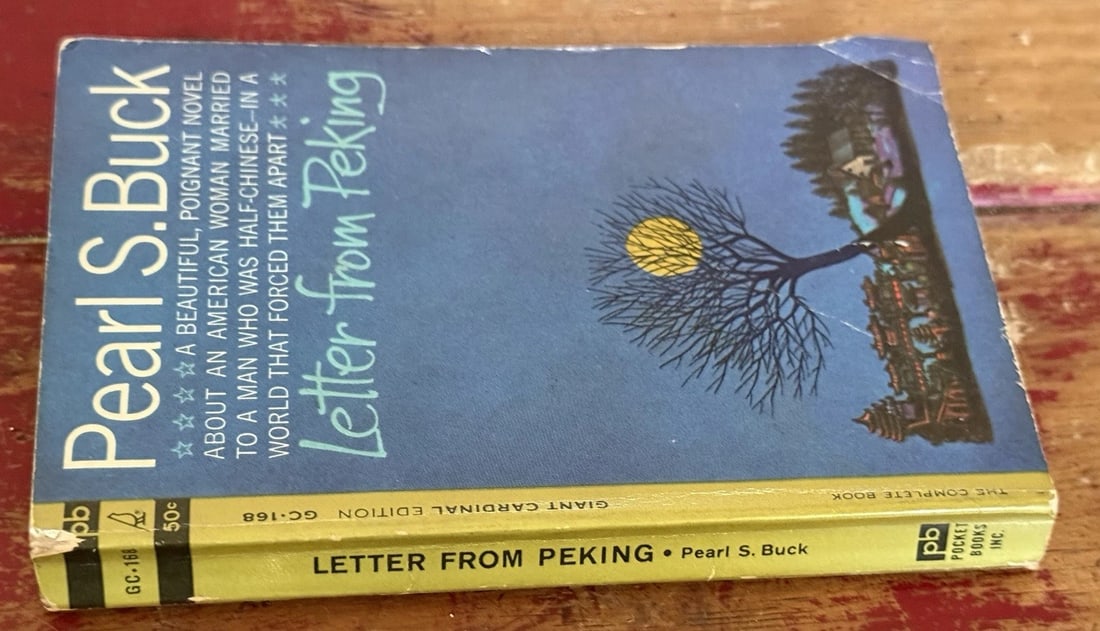 Pearl S. Buck
☆ ☆ ☆ ☆ A BEAUTIFUL, POIGNANT NOVEL
ABOUT AN AMERICAN WOMAN MARRIED
TO A MAN WHO WAS HALF-CHINESE—IN A
WORLD THAT FORCED THEM APART ★ ★ ★
Letter from Peking
pb
50¢
GC·168 GIANT CARDINAL EDITION
THE COMPLETE BOOK
GC·168
LETTER FROM PEKING • Pearl S. Buck
pb
POCKET
BOOKS
INC.